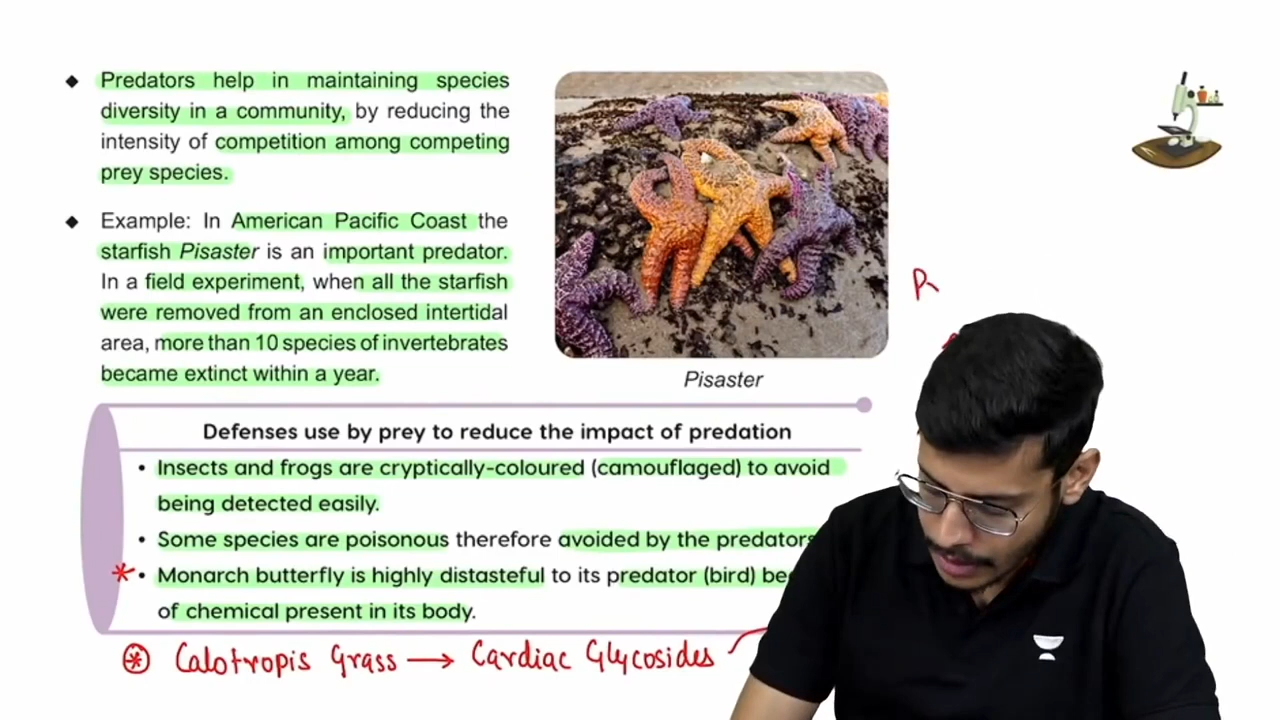 ◆ Predators help in maintaining species
diversity in a community, by reducing the
intensity of competition among competing
prey species.
◆ Example: In American Pacific Coast the
starfish Pisaster is an important predator.
In a field experiment, when all the starfish
were removed from an enclosed intertidal
area, more than 10 species of invertebrates
became extinct within a year.
Pisaster
Defenses use by prey to reduce the impact of predation
• Insects and frogs are cryptically-coloured (camouflaged) to avoid
being detected easily.
• Some species are poisonous therefore avoided by the predators
* • Monarch butterfly is highly distasteful to its predator (bird)
of chemical present in its body.
Calotropis Grass → Cardiac Glycosides